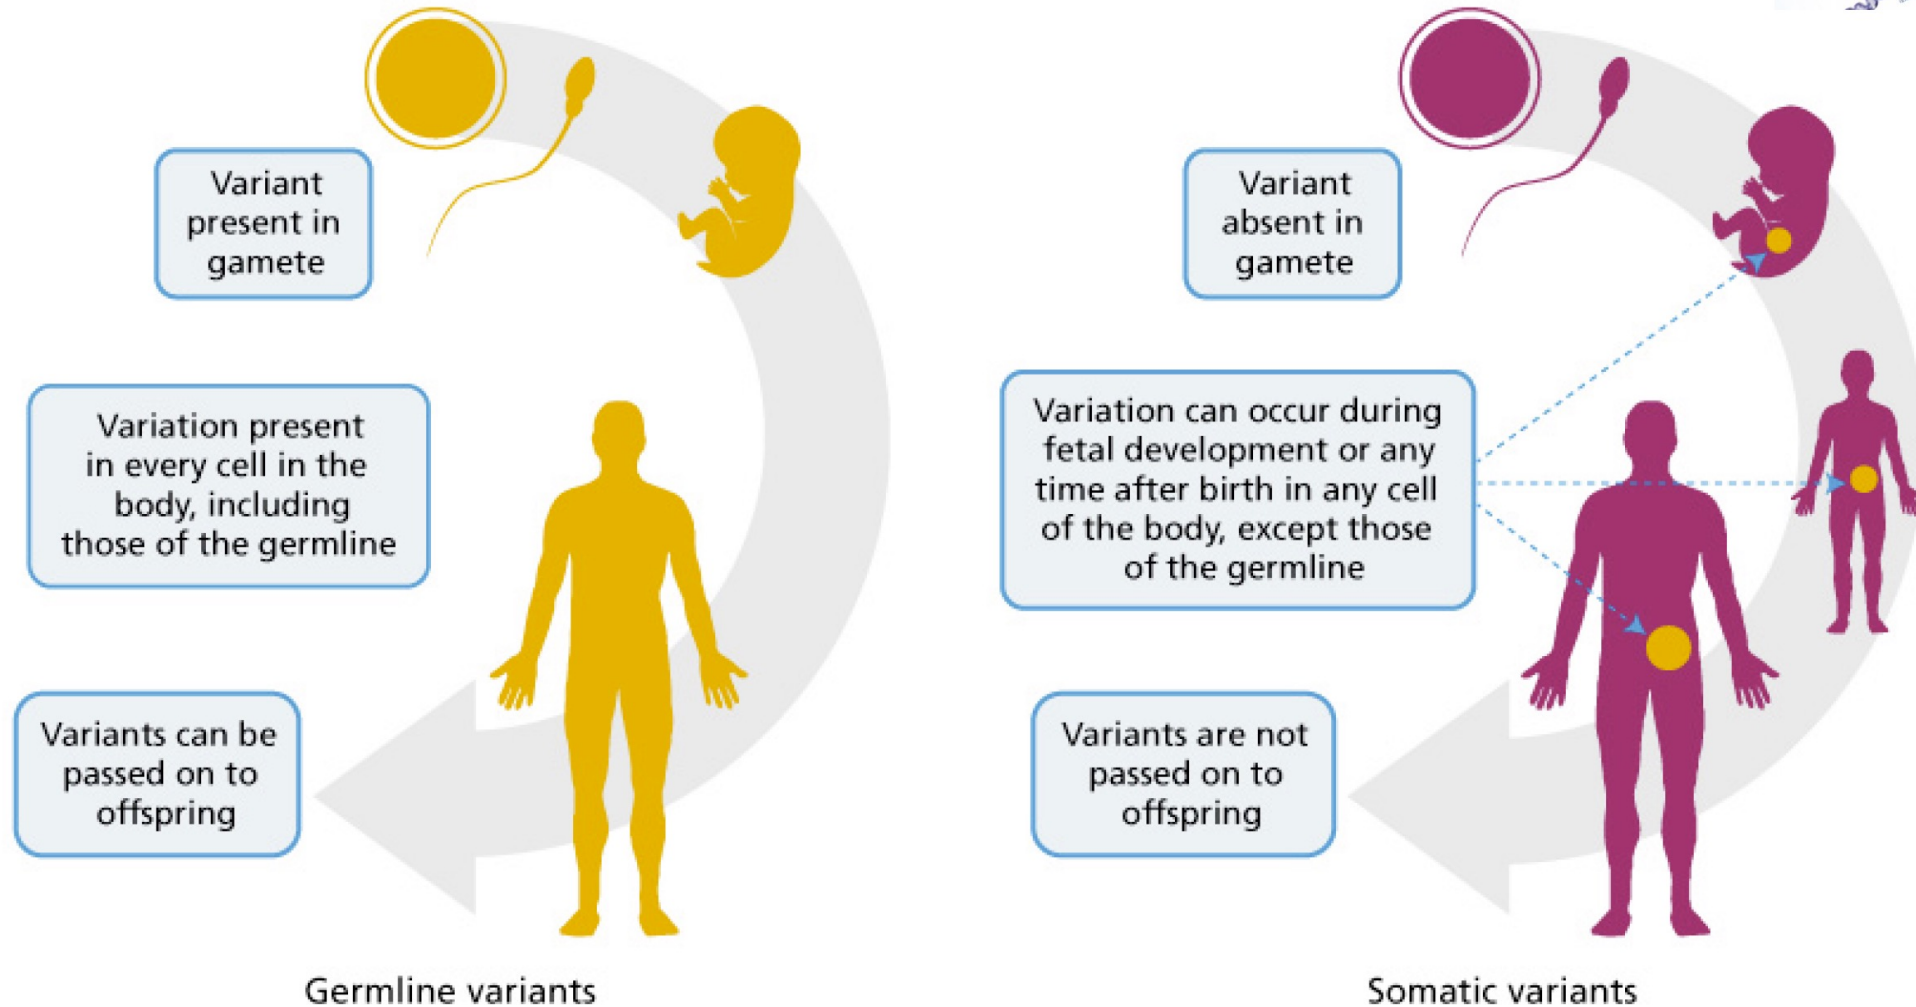 Variant
present in
gamete
Variation present
in every cell in the
body, including
those of the germline
Variants can be
passed on to
offspring
Germline variants
Variant
absent in
gamete
Variation can occur during
fetal development or any
time after birth in any cell
of the body, except those
of the germline
Variants are not
passed on to
offspring
Somatic variants